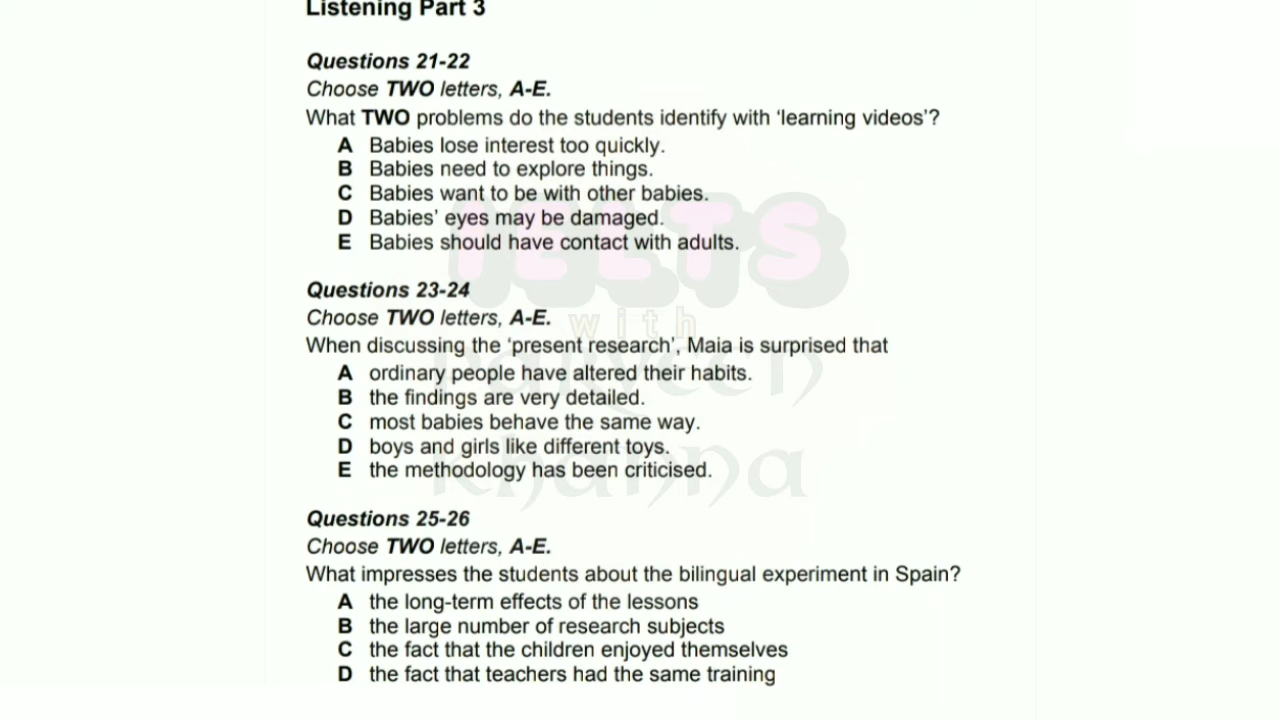 Listening Part 3
Questions 21-22
Choose TWO letters, A-E.
What TWO problems do the students identify with ‘learning videos’?
A Babies lose interest too quickly.
B Babies need to explore things.
C Babies want to be with other babies.
D Babies’ eyes may be damaged.
E Babies should have contact with adults.
IELTS
Questions 23-24
Choose TWO letters, A-E.
with
When discussing the ‘present research’, Maia is surprised that
A ordinary people have altered their habits.
Parveen
B the findings are very detailed.
C most babies behave the same way.
D boys and girls like different toys.
E the methodology has been criticised.
Khanna
Questions 25-26
Choose TWO letters, A-E.
What impresses the students about the bilingual experiment in Spain?
A the long-term effects of the lessons
B the large number of research subjects
C the fact that the children enjoyed themselves
D the fact that teachers had the same training